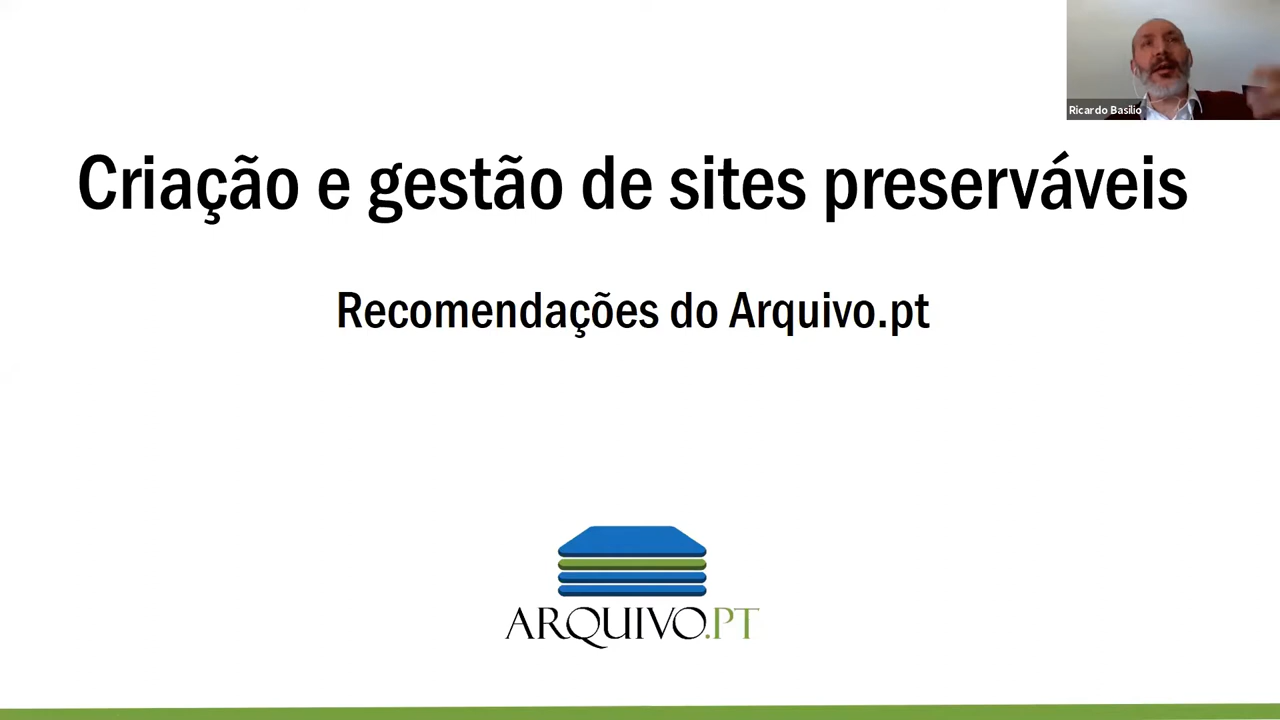 Ricardo Basílio
Criação e gestão de sites preserváveis
Recomendações do Arquivo.pt
ARQUIVO.PT